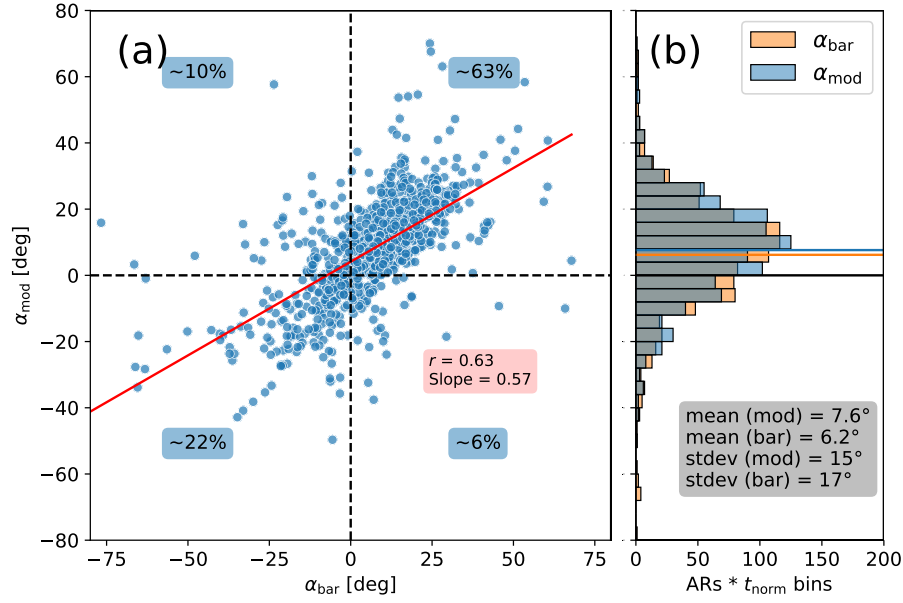 (a)
~10%
~63%
~22%
~6%
r = 0.63
Slope = 0.57
80
60
40
20
0
−20
−40
−60
−80
α_mod [deg]
−75
−50
−25
0
25
50
75
α_bar [deg]
(b)
α_bar
α_mod
mean (mod) = 7.6°
mean (bar) = 6.2°
stdev (mod) = 15°
stdev (bar) = 17°
0
50
100
150
200
ARs * t_norm bins